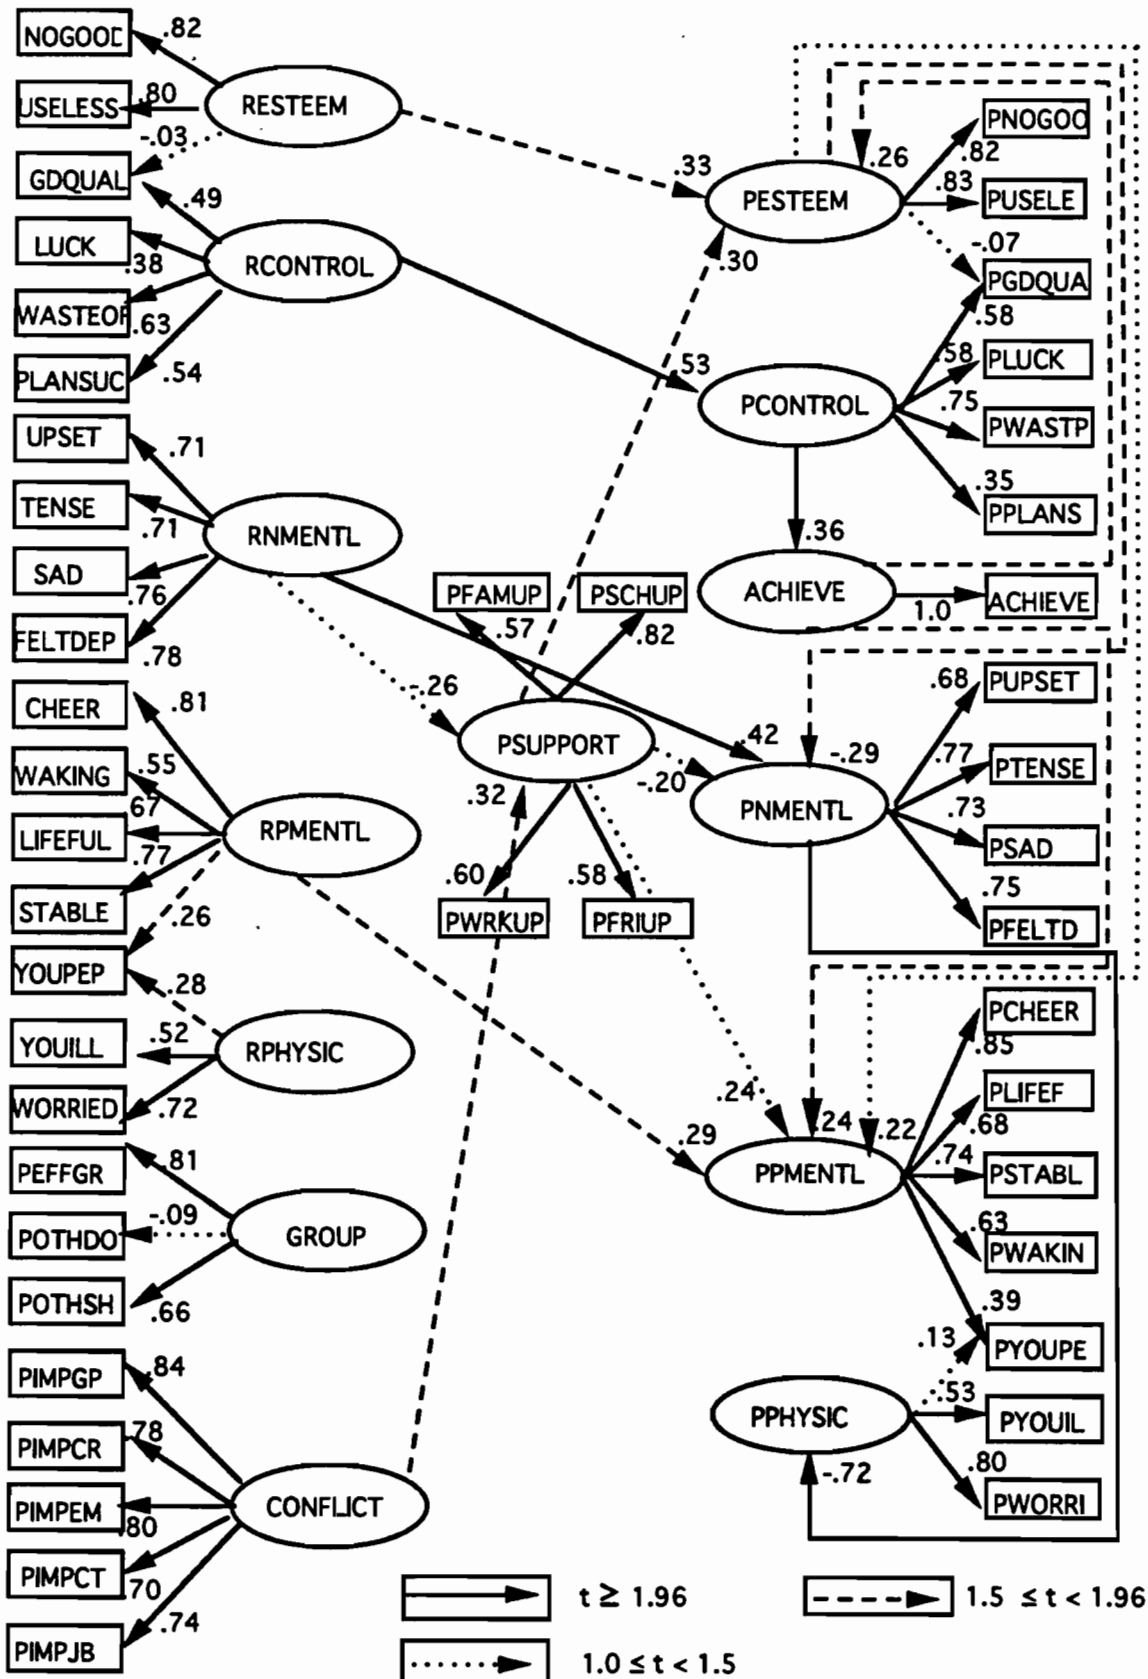 NOGOOD
.82
USELESS
.80
RESTEEM
-.03
GDQUAL
.49
LUCK
.38
RCONTROL
WASTEOF
.63
PLANSUC
.54
UPSET
.71
TENSE
.71
RNMENTL
SAD
.76
FELTDEP
.78
CHEER
.81
WAKING
.55
LIFEFUL
.67
RPMENTL
.77
STABLE
.26
YOUPEP
.28
YOUILL
.52
RPHYSIC
WORRIED
.72
PEFFGR
.81
POTHDO
-.09
GROUP
POTHSH
.66
PIMPGP
.84
PIMPCR
.78
PIMPEM
.80
CONFLICT
PIMPCT
.70
PIMPJB
.74
PFAMUP
.57
PSCHUP
.82
-.26
PSUPPORT
.32
.60
.58
PWRKUP
PFRIUP
.33
PESTEEM
.26
.30
PNOGOO
.82
PUSELE
.83
-.07
PGDQUA
.58
.53
PCONTROL
PLUCK
.58
PWASTP
.75
PPLANS
.35
.36
ACHIEVE
1.0
ACHIEVE
.42
-.29
-.20
PNMENTL
PUPSET
.68
PTENSE
.77
PSAD
.73
PFELTD
.75
.24
.24
.22
.29
PPMENTL
PCHEER
.85
PLIFEF
.68
PSTABL
.74
PWAKIN
.63
.39
PYOUPE
.13
PPHYSIC
-.72
PYOUIL
.53
PWORRI
.80
t ≥ 1.96
1.5 ≤ t < 1.96
1.0 ≤ t < 1.5